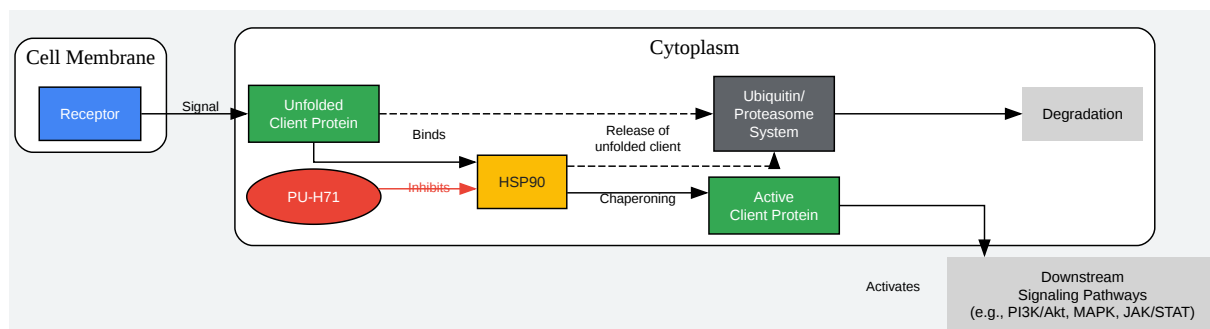 Cell Membrane
Receptor
Signal
Cytoplasm
Unfolded
Client Protein
Binds
PU-H71
Inhibits
HSP90
Release of
unfolded client
Chaperoning
Ubiquitin/
Proteasome
System
Active
Client Protein
Degradation
Activates
Downstream
Signaling Pathways
(e.g., PI3K/Akt, MAPK, JAK/STAT)